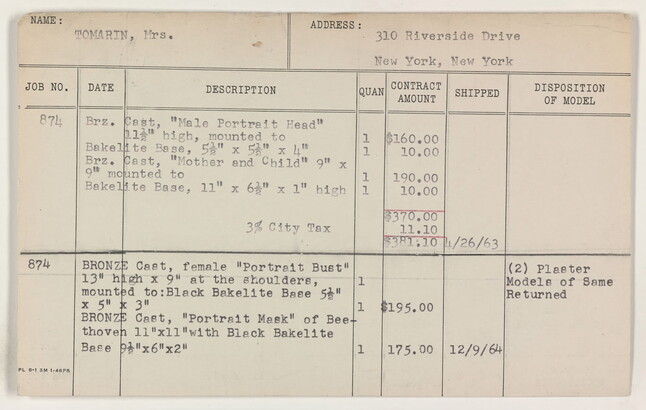 NAME: TOMARIN, Mrs. ADDRESS: 310 Riverside Drive
New York, New York
JOB NO. DATE DESCRIPTION QUAN CONTRACT AMOUNT SHIPPED DISPOSITION OF MODEL
874 Brz. Cast, "Male Portrait Head"
11½" high, mounted to 1 $160.00
Bakelite Base, 5½" x 5½" x 4" 1 10.00
Brz. Cast, "Mother and Child" 9" x
9" mounted to 1 190.00
Bakelite Base, 11" x 6½" x 1" high 1 10.00
$370.00
3% City Tax 11.10
$381.10 4/26/63
874 BRONZE Cast, female "Portrait Bust" (2) Plaster
13" high x 9" at the shoulders, 1 Models of Same
mounted to:Black Bakelite Base 5½" Returned
x 5" x 3" 1 $195.00
BRONZE Cast, "Portrait Mask" of Bee-
thoven 11"x11"with Black Bakelite
Base 9½"x6"x2" 1 175.00 12/9/64